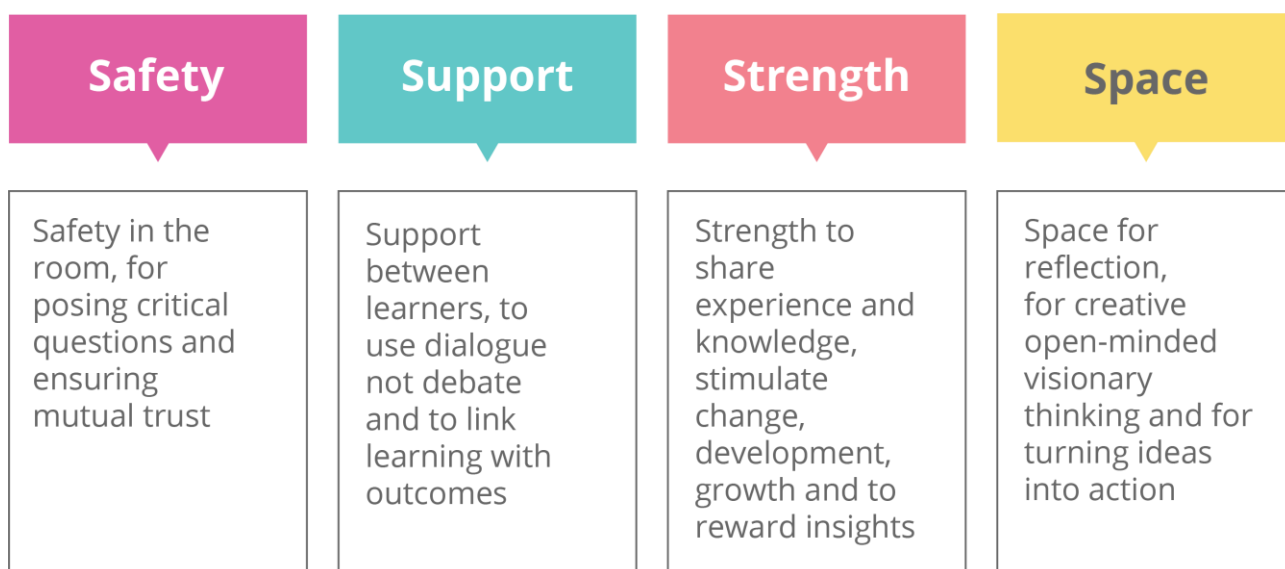 Safety
Safety in the
room, for
posing critical
questions and
ensuring
mutual trust
Support
Support
between
learners, to
use dialogue
not debate
and to link
learning with
outcomes
Strength
Strength to
share
experience and
knowledge,
stimulate
change,
development,
growth and to
reward insights
Space
Space for
reflection,
for creative
open-minded
visionary
thinking and for
turning ideas
into action